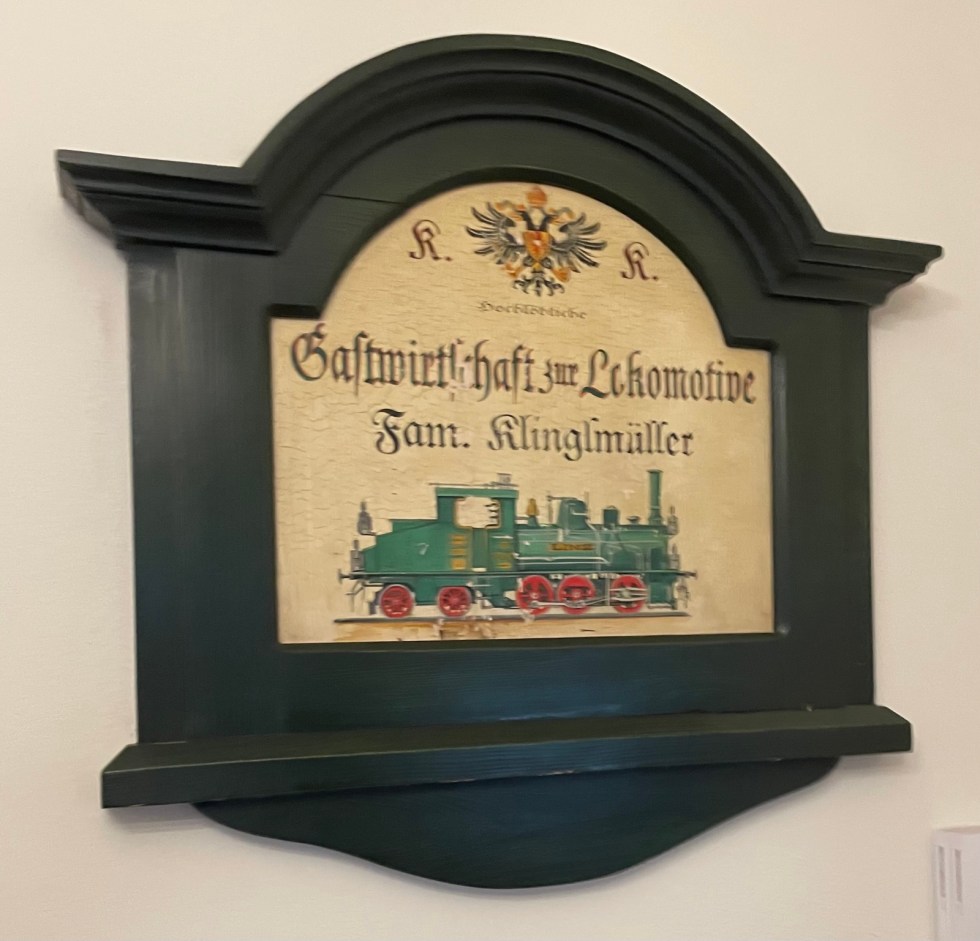 K. K.
Hochlöbliche
Gastwirtschaft zur Lokomotive
Fam. Klinglmüller